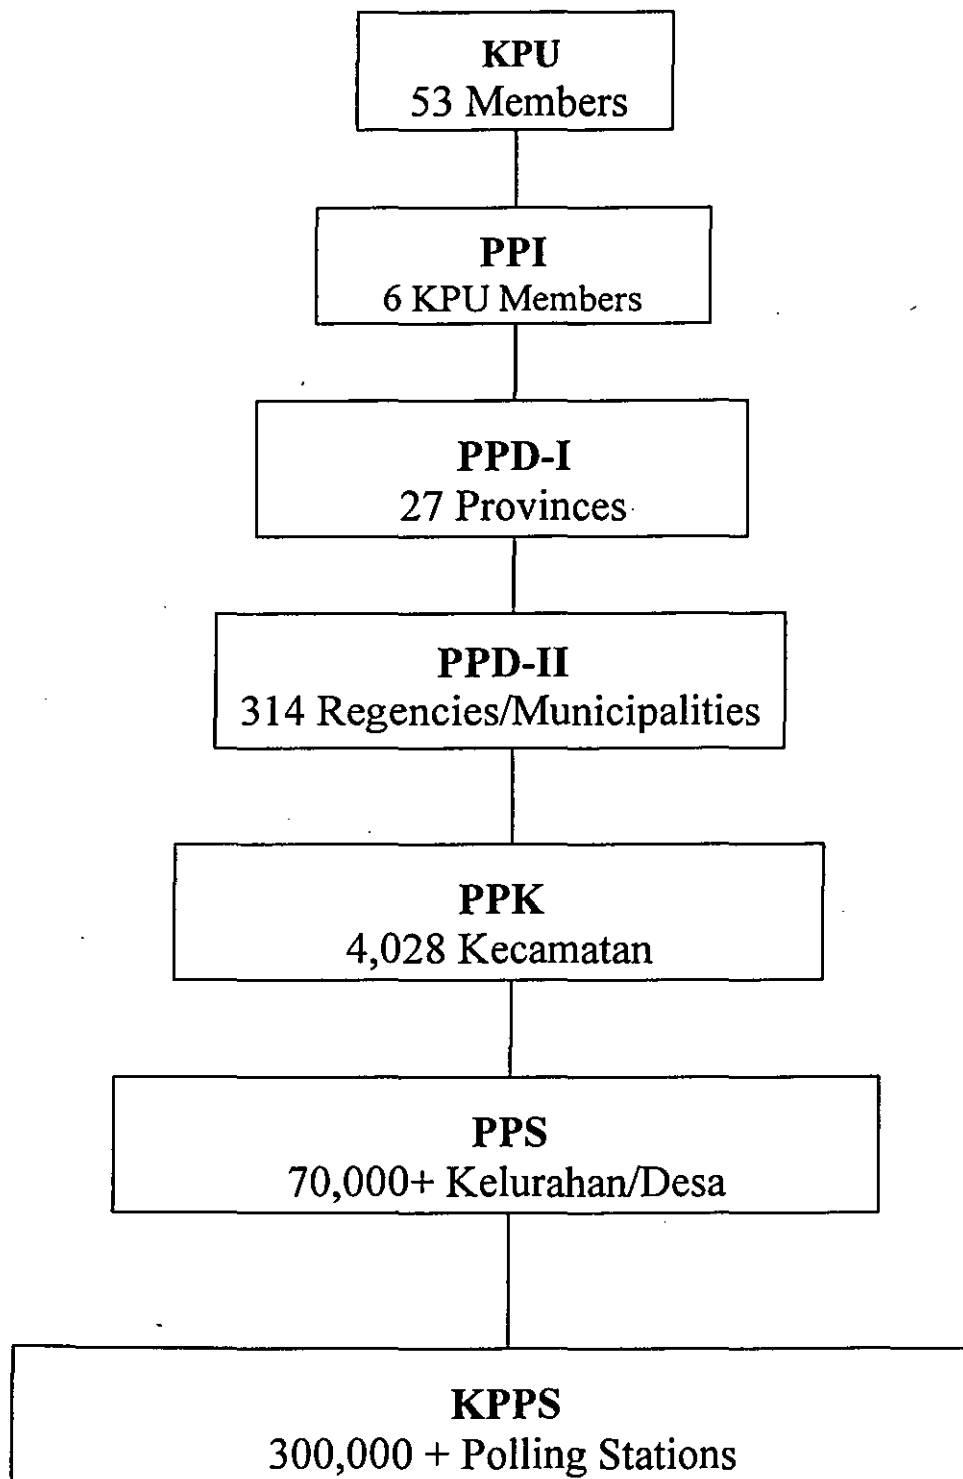 KPU
53 Members
PPI
6 KPU Members
PPD-I
27 Provinces
PPD-II
314 Regencies/Municipalities
PPK
4,028 Kecamatan
PPS
70,000+ Kelurahan/Desa
KPPS
300,000 + Polling Stations